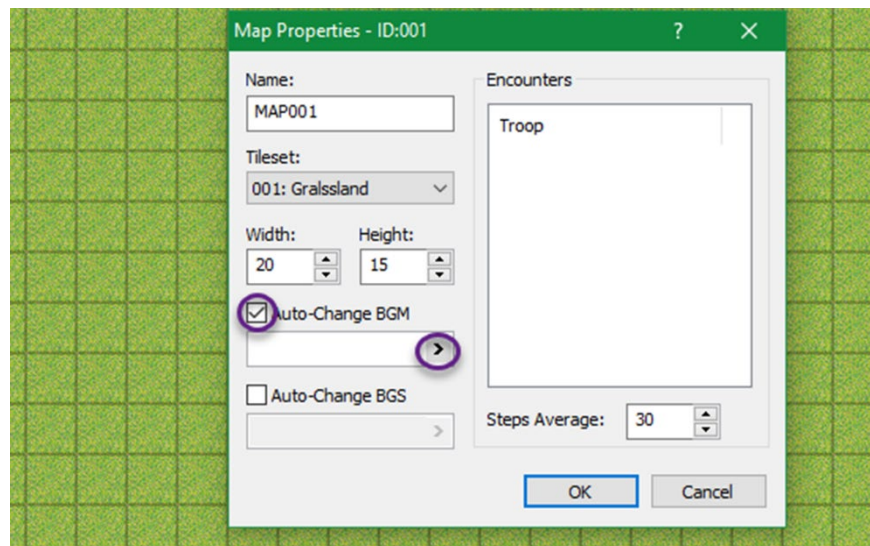 Map Properties - ID:001 ?
Name:
MAP001
Tileset:
001: Gralssland
Width: Height:
20 15
Auto-Change BGM
Auto-Change BGS
Encounters
Troop
Steps Average: 30
OK Cancel